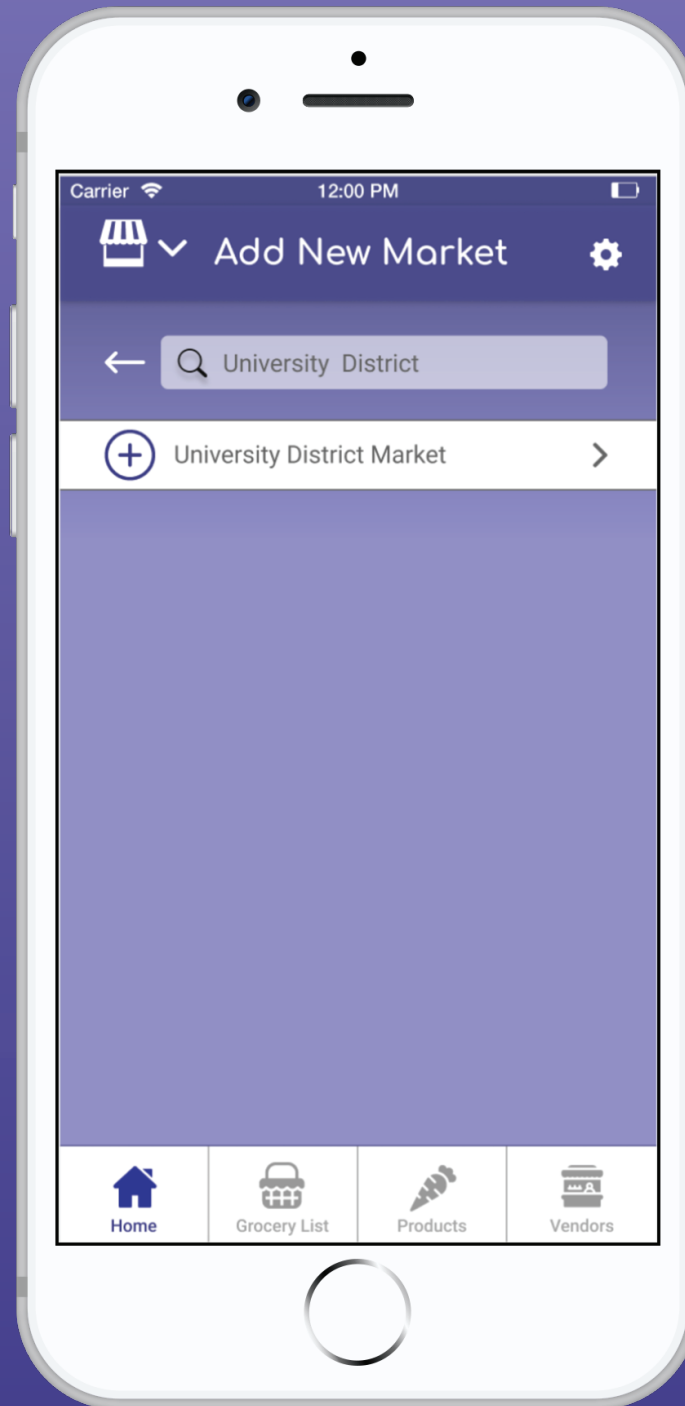 Carrier 12:00 PM
Add New Market
University District
University District Market
Home Grocery List Products Vendors